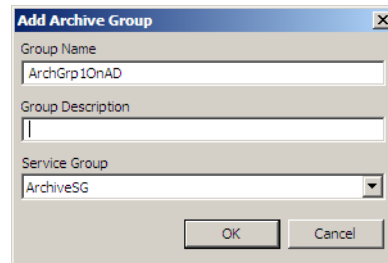 Add Archive Group
Group Name
ArchGrp1OnAD
Group Description
Service Group
ArchiveSG
OK Cancel